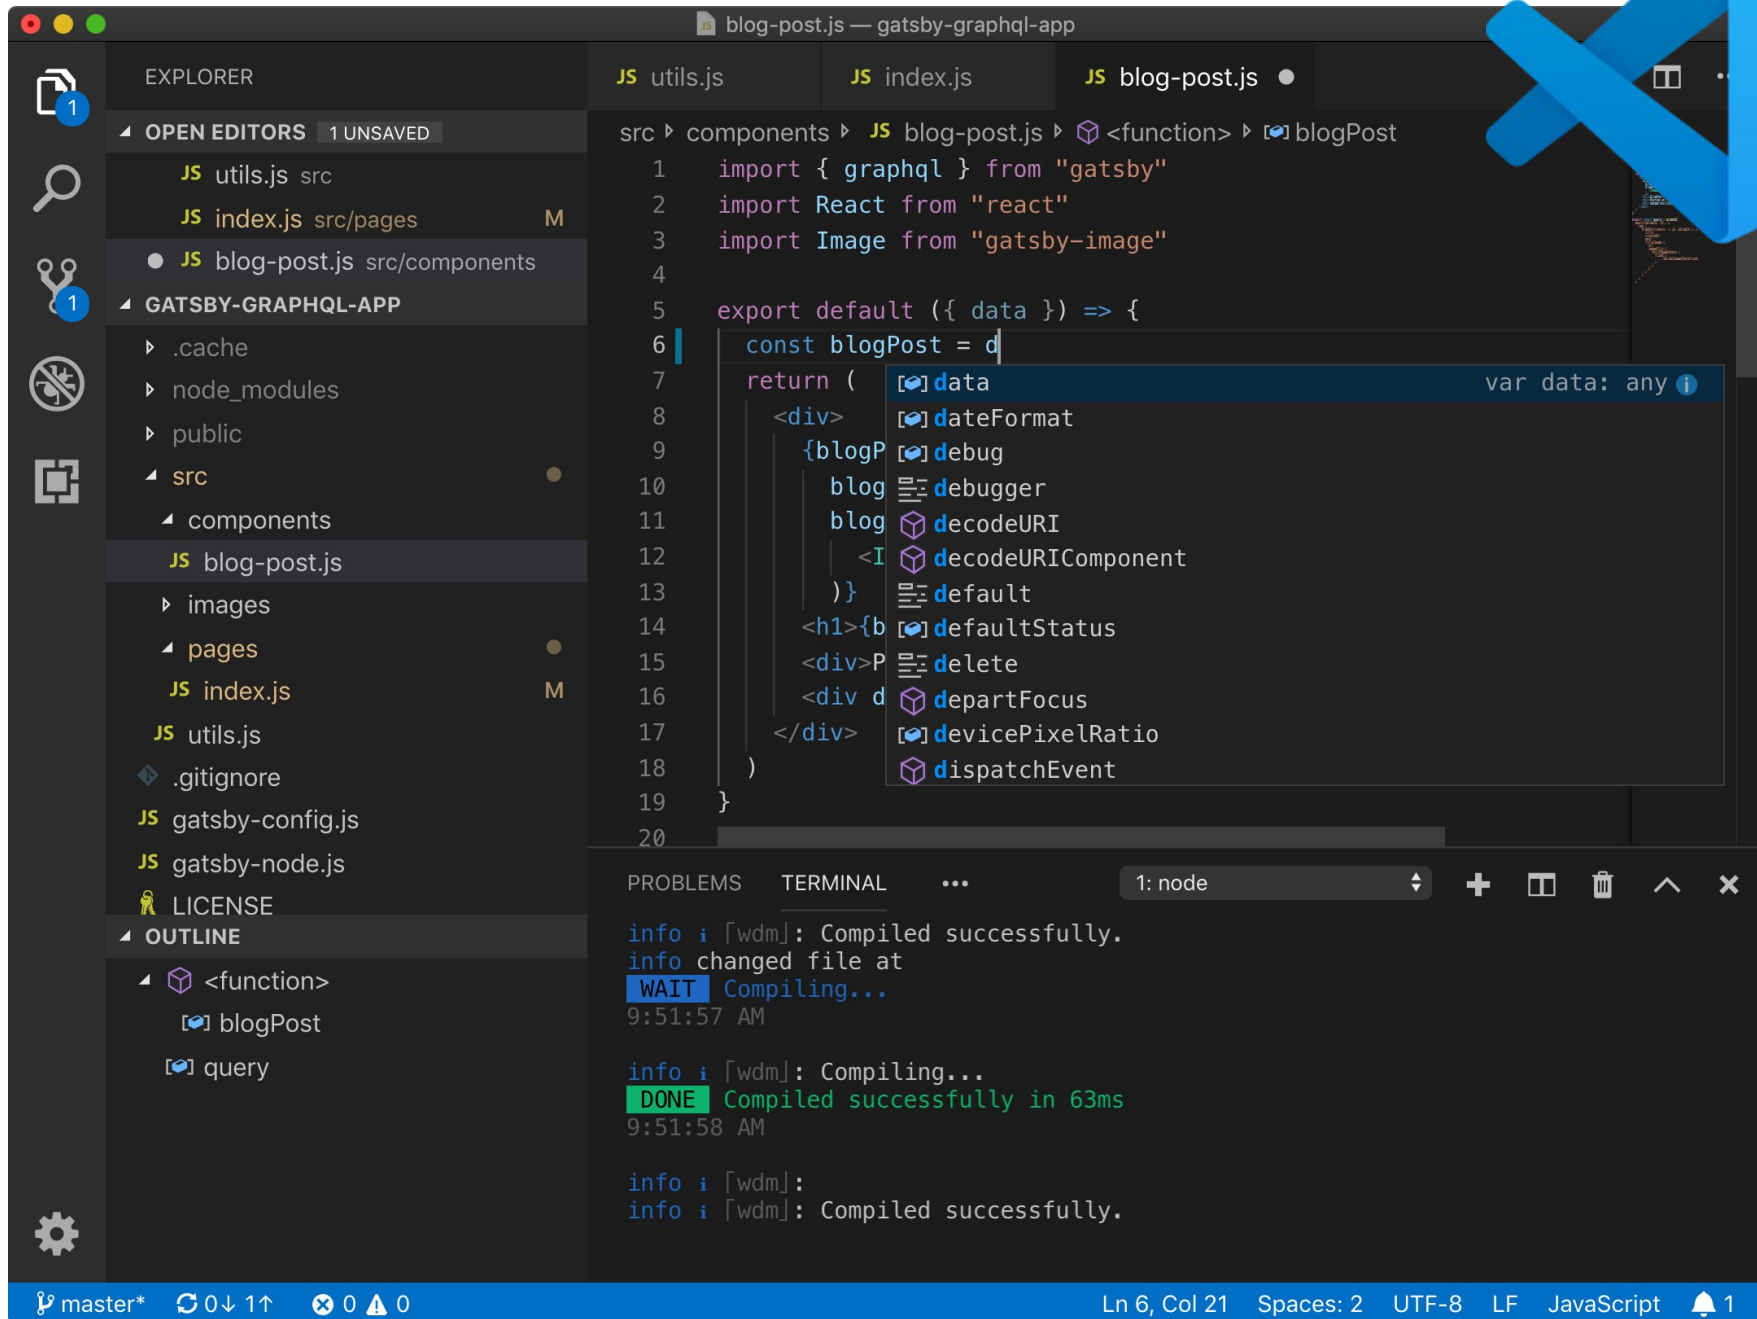 blog-post.js — gatsby-graphql-app
EXPLORER
OPEN EDITORS 1 UNSAVED
JS utils.js src
JS index.js src/pages M
JS blog-post.js src/components
GATSBY-GRAPHQL-APP
.cache
node_modules
public
src
components
JS blog-post.js
images
pages
JS index.js M
JS utils.js
.gitignore
JS gatsby-config.js
JS gatsby-node.js
LICENSE
OUTLINE
<function>
blogPost
query
1
1
JS utils.js JS index.js JS blog-post.js
src components JS blog-post.js <function> blogPost
1 import { graphql } from "gatsby"
2 import React from "react"
3 import Image from "gatsby-image"
4
5 export default ({ data }) => {
6 const blogPost = d
7 return (
8 <div>
9 {blogP
10 blog
11 blog
12 <I
13 )}
14 <h1>{b
15 <div>P
16 <div d
17 </div>
18 )
19 }
20
data var data: any
dateFormat
debug
debugger
decodeURI
decodeURIComponent
default
defaultStatus
delete
departFocus
devicePixelRatio
dispatchEvent
PROBLEMS TERMINAL ••• 1: node
info i ⌈wdm⌋: Compiled successfully.
info changed file at
WAIT Compiling...
9:51:57 AM
info i ⌈wdm⌋: Compiling...
DONE Compiled successfully in 63ms
9:51:58 AM
info i ⌈wdm⌋:
info i ⌈wdm⌋: Compiled successfully.
master* 0↓ 1↑ 0 0 Ln 6, Col 21 Spaces: 2 UTF-8 LF JavaScript 1